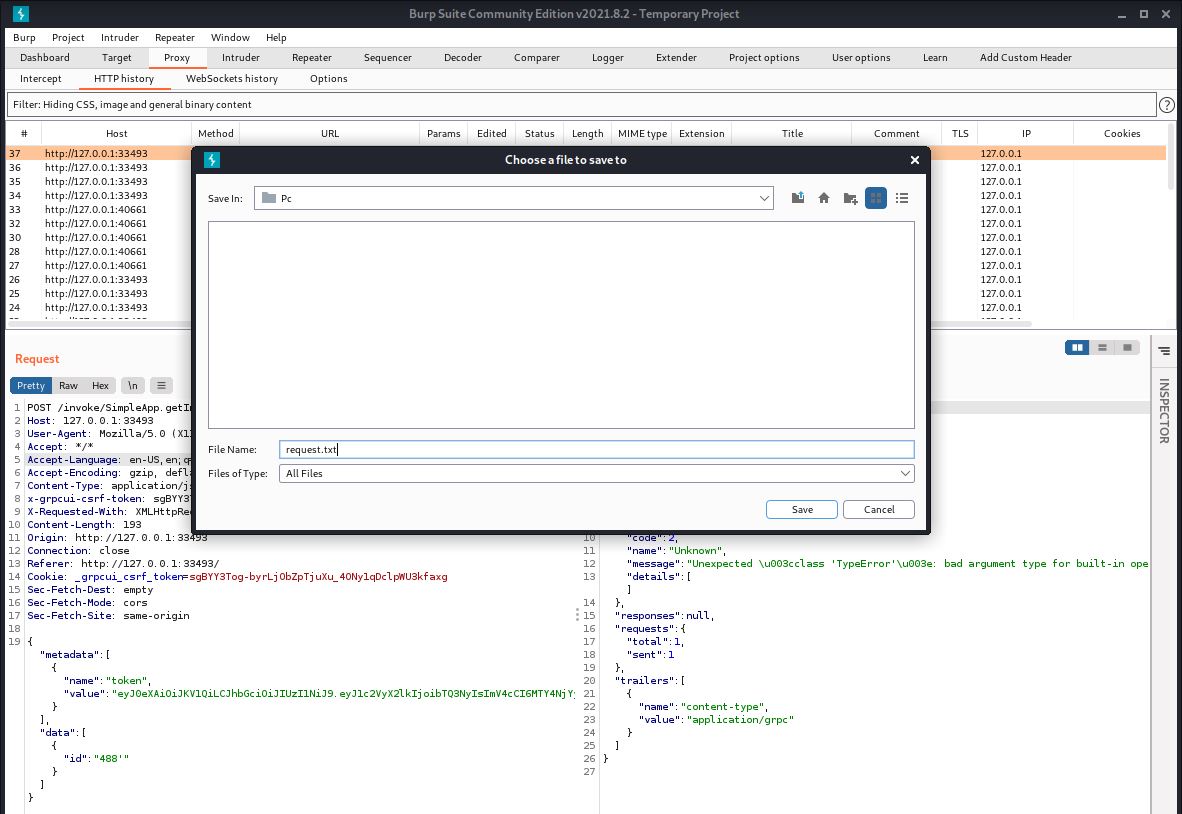 Burp Suite Community Edition v2021.8.2 - Temporary Project
Burp Project Intruder Repeater Window Help
Dashboard Target Proxy Intruder Repeater Sequencer Decoder Comparer Logger Extender Project options User options Learn Add Custom Header
Intercept HTTP history WebSockets history Options
Filter: Hiding CSS, image and general binary content
# Host Method URL Params Edited Status Length MIME type Extension Title Comment TLS IP Cookies
37 http://127.0.0.1:33493 127.0.0.1
36 http://127.0.0.1:33493 127.0.0.1
35 http://127.0.0.1:33493 127.0.0.1
34 http://127.0.0.1:33493 127.0.0.1
33 http://127.0.0.1:40661 127.0.0.1
32 http://127.0.0.1:40661 127.0.0.1
30 http://127.0.0.1:40661 127.0.0.1
28 http://127.0.0.1:40661 127.0.0.1
27 http://127.0.0.1:40661 127.0.0.1
26 http://127.0.0.1:33493 127.0.0.1
25 http://127.0.0.1:33493 127.0.0.1
24 http://127.0.0.1:33493 127.0.0.1
Choose a file to save to
Save In: Pc
File Name: request.txt
Files of Type: All Files
Save Cancel
Request
Pretty Raw Hex \n
1 POST /invoke/SimpleApp.getIn
2 Host: 127.0.0.1:33493
3 User-Agent: Mozilla/5.0 (X11
4 Accept: */*
5 Accept-Language: en-US,en;q=
6 Accept-Encoding: gzip, defla
7 Content-Type: application/js
8 x-grpcui-csrf-token: sgBYY3T
9 X-Requested-With: XMLHttpReq
10 Content-Length: 193
11 Origin: http://127.0.0.1:33493
12 Connection: close
13 Referer: http://127.0.0.1:33493/
14 Cookie: _grpcui_csrf_token=sgBYY3Tog-byrLjObZpTjuXu_4ONy1qDclpWU3kfaxg
15 Sec-Fetch-Dest: empty
16 Sec-Fetch-Mode: cors
17 Sec-Fetch-Site: same-origin
18
19 {
"metadata":[
{
"name":"token",
"value":"eyJ0eXAiOiJKV1QiLCJhbGciOiJIUzI1NiJ9.eyJ1c2VyX2lkIjoibTQ3NyIsImV4cCI6MTY4NjY
}
],
"data":[
{
"id":"488'"
}
]
}
10 "code":2,
11 "name":"Unknown",
12 "message":"Unexpected \u003cclass 'TypeError'\u003e: bad argument type for built-in ope
13 "details":[
]
14 },
15 "responses":null,
16 "requests":{
17 "total":1,
18 "sent":1
19 },
20 "trailers":[
21 {
22 "name":"content-type",
23 "value":"application/grpc"
24 }
25 ]
26 }
27
INSPECTOR